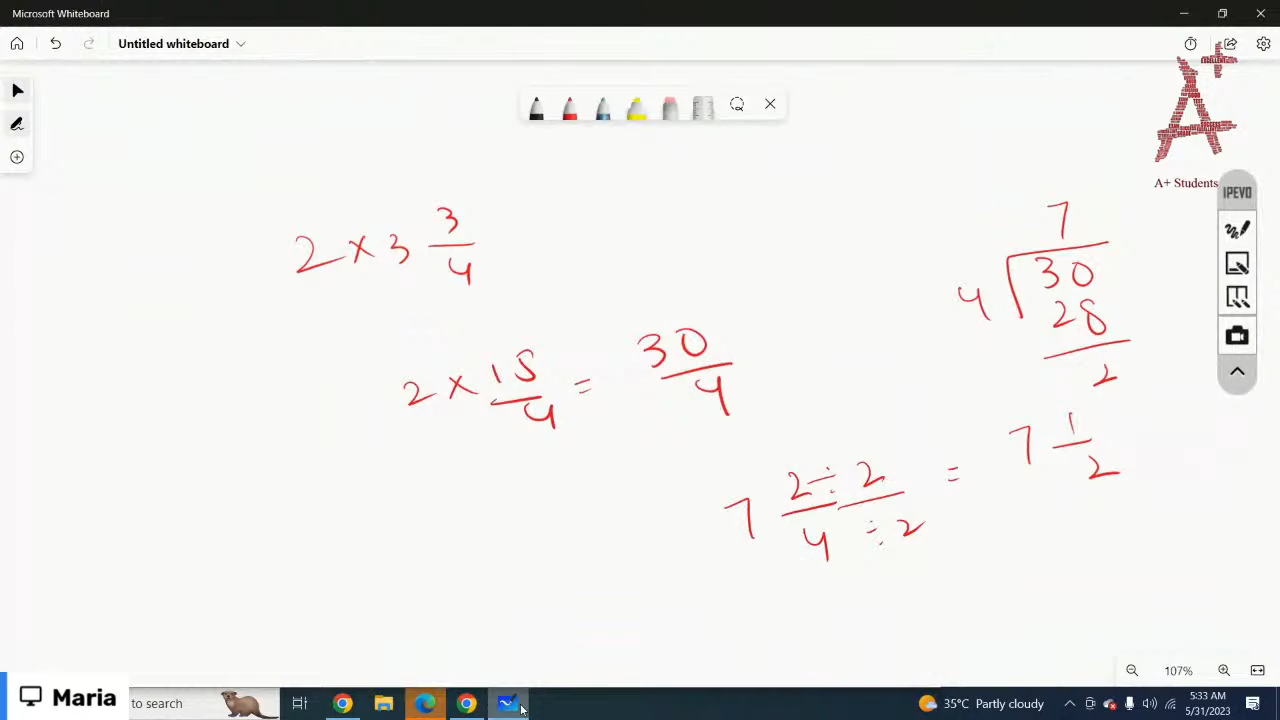 Microsoft Whiteboard
Untitled whiteboard
A+ Students
IPEVO
2 × 3 3/4
2 × 15/4 = 30/4
7
4 30
28
2
7 2÷2/4÷2 = 7 1/2
107%
Maria
to search
35°C Partly cloudy
5:33 AM
5/31/2023